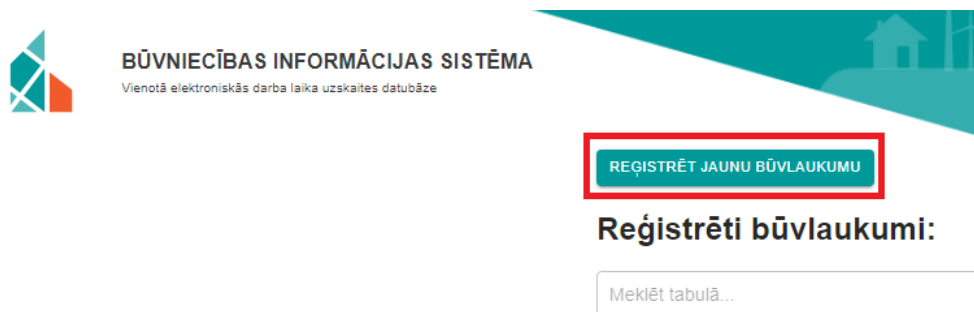 BŪVNIECĪBAS INFORMĀCIJAS SISTĒMA
Vienotā elektroniskās darba laika uzskaites datubāze
REĢISTRĒT JAUNU BŪVLAUKUMU
Reģistrēti būvlaukumi:
Meklēt tabulā...